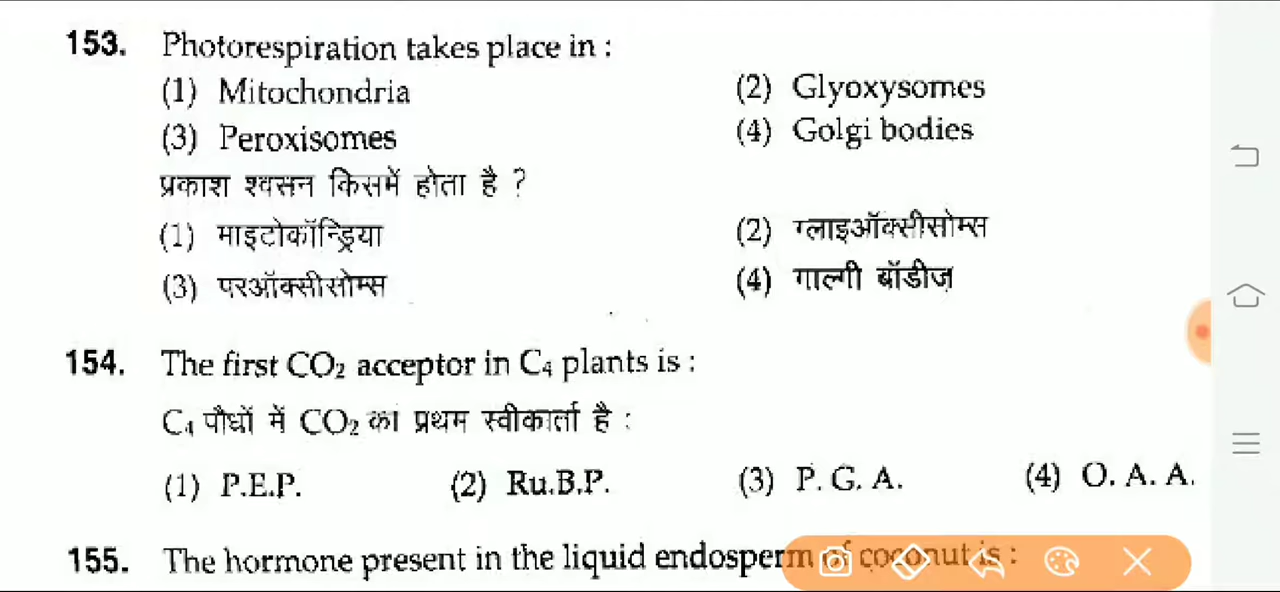 153. Photorespiration takes place in :
(1) Mitochondria (2) Glyoxysomes
(3) Peroxisomes (4) Golgi bodies
प्रकाश श्वसन किसमें होता है ?
(1) माइटोकॉन्ड्रिया (2) ग्लाइऑक्सीसोम्स
(3) परऑक्सीसोम्स (4) गाल्गी बॉडीज़
154. The first CO₂ acceptor in C₄ plants is :
C₄ पौधों में CO₂ का प्रथम स्वीकार्ता है :
(1) P.E.P. (2) Ru.B.P. (3) P. G. A. (4) O. A. A.
155. The hormone present in the liquid endosperm of coconut is :